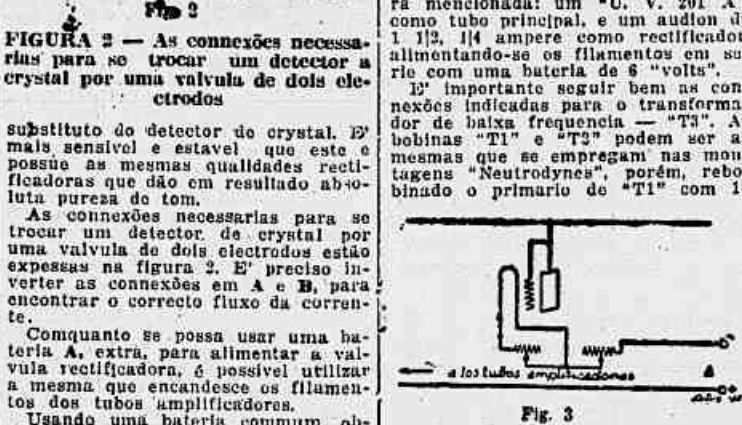 Fig. 2
FIGURA 2 — As connexões necessa-
rias para se trocar um detector a
crystal por uma valvula de dois ele-
ctrodos
substituto do detector de crystal. E'
mais sensivel e estavel que este e
possúe as mesmas qualidades recti-
ficadoras que dão em resultado abso-
luta pureza de tom.
As connexões necessarias para se
trocar um detector de crystal por
uma valvula de dois electrodos estão
expessas na figura 2. E' preciso in-
verter as connexões em A e B, para
encontrar o correcto fluxo da corren-
te.
Comquanto se possa usar uma ba-
teria A, extra, para alimentar a val-
vula rectificadora, é possivel utilizar
a mesma que encandesce os filamen-
tos dos tubos amplificadores.
Usando uma bateria commum, ob-
ra mencionada: um "U. V. 201 A"
como tubo principal, e um audion d
1 1|2, 1|4 ampere como rectificador
alimentando-se os filamentos em su
rie com uma bateria de 6 "volts".
E' importante seguir bem as con
nexões indicadas para o transforma
dor de baixa frequencia — "T3". A
bobinas "T1" e "T2" podem ser a
mesmas que se empregam nas mon
tagens "Neutrodynes", porém, rebo
binado o primario de "T1" com 1
a los tubos amplificadores
A
Fig. 3